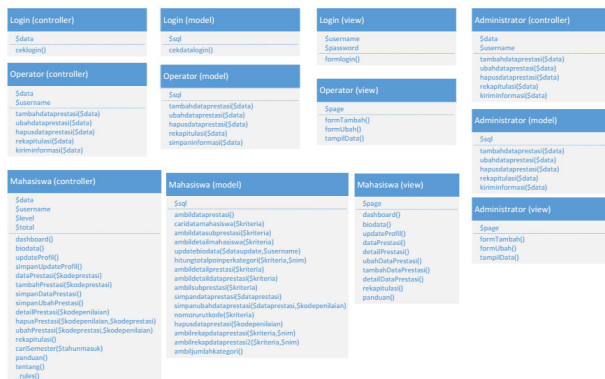 Login (controller)
$data
ceklogin()
Login (model)
$sql
cekdatalogin()
Login (view)
$username
$password
formlogin()
Administrator (controller)
$data
$username
tambahdataprestasi($data)
ubahdataprestasi($data)
hapusdataprestasi($data)
rekapitulasi($data)
kiriminformasi($data)
Operator (controller)
$data
$username
tambahdataprestasi($data)
ubahdataprestasi($data)
hapusdataprestasi($data)
rekapitulasi($data)
kiriminformasi($data)
Operator (model)
$sql
tambahdataprestasi($data)
ubahdataprestasi($data)
hapusdataprestasi($data)
rekapitulasi($data)
simpaninformasi($data)
Operator (view)
$page
formTambah()
formUbah()
tampilData()
Administrator (model)
$sql
tambahdataprestasi($data)
ubahdataprestasi($data)
hapusdataprestasi($data)
rekapitulasi($data)
kiriminformasi($data)
Mahasiswa (controller)
$data
$username
$level
$total
dashboard()
biodata()
updateProfil()
simpanUpdateProfil()
dataPrestasi($kodeprestasi)
tambahPrestasi($kodeprestasi)
simpanDataPrestasi()
simpanUbahPrestasi()
detailPrestasi($kodepenilaian)
hapusPrestasi($kodepenilaian,$kodeprestasi)
ubahPrestasi($kodeprestasi,$kodepenilaian)
rekapitulasi()
cariSemester($tahunmasuk)
panduan()
tentang()
_rules()
Mahasiswa (model)
$sql
ambildataprestasi()
caridatamahasiswa($kriteria)
ambildatasubprestasi($kriteria)
ambildetailmahasiswa($kriteria)
updatebiodata($dataupdate,$username)
hitungtotalpoinperkategori($kriteria,$nim)
ambildetailprestasi($kriteria)
ambildetaildataprestasi($kriteria)
ambilsubprestasi($kriteria)
simpandataprestasi($dataprestasi)
simpanubahdataprestasi($dataprestasi,$kodepenilaian)
nomorurutkode($kriteria)
hapusdataprestasi($kodepenilaian)
ambilrekapdataprestasi($kriteria,$nim)
ambilrekapdataprestasi2($kriteria,$nim)
ambiljumlahkategori()
Mahasiswa (view)
$page
dashboard()
biodata()
updateProfil()
dataPrestasi()
detailPrestasi()
ubahDataPrestasi()
tambahDataPrestasi()
detailDataPrestasi()
rekapitulasi()
panduan()
Administrator (view)
$page
formTambah()
formUbah()
tampilData()